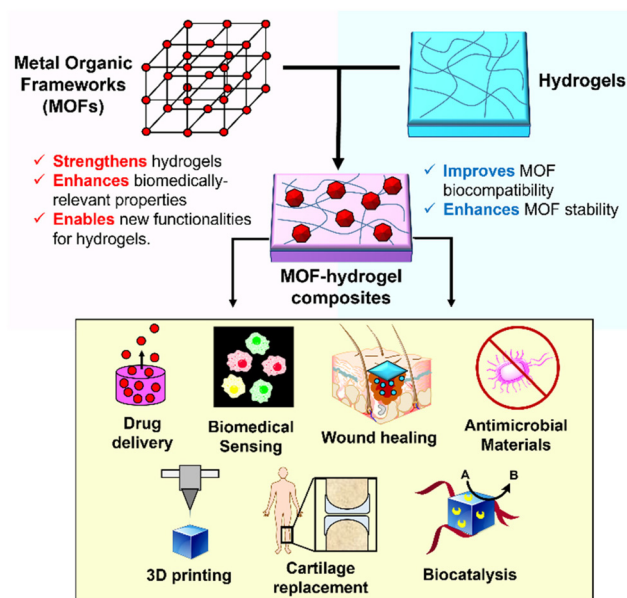 Metal Organic
Frameworks
(MOFs)
Hydrogels
✓ Strengthens hydrogels
✓ Enhances biomedically-
relevant properties
✓ Enables new functionalities
for hydrogels.
✓ Improves MOF
biocompatibility
✓ Enhances MOF stability
MOF-hydrogel
composites
Drug
delivery
Biomedical
Sensing
Wound healing
Antimicrobial
Materials
3D printing
Cartilage
replacement
A
B
Biocatalysis